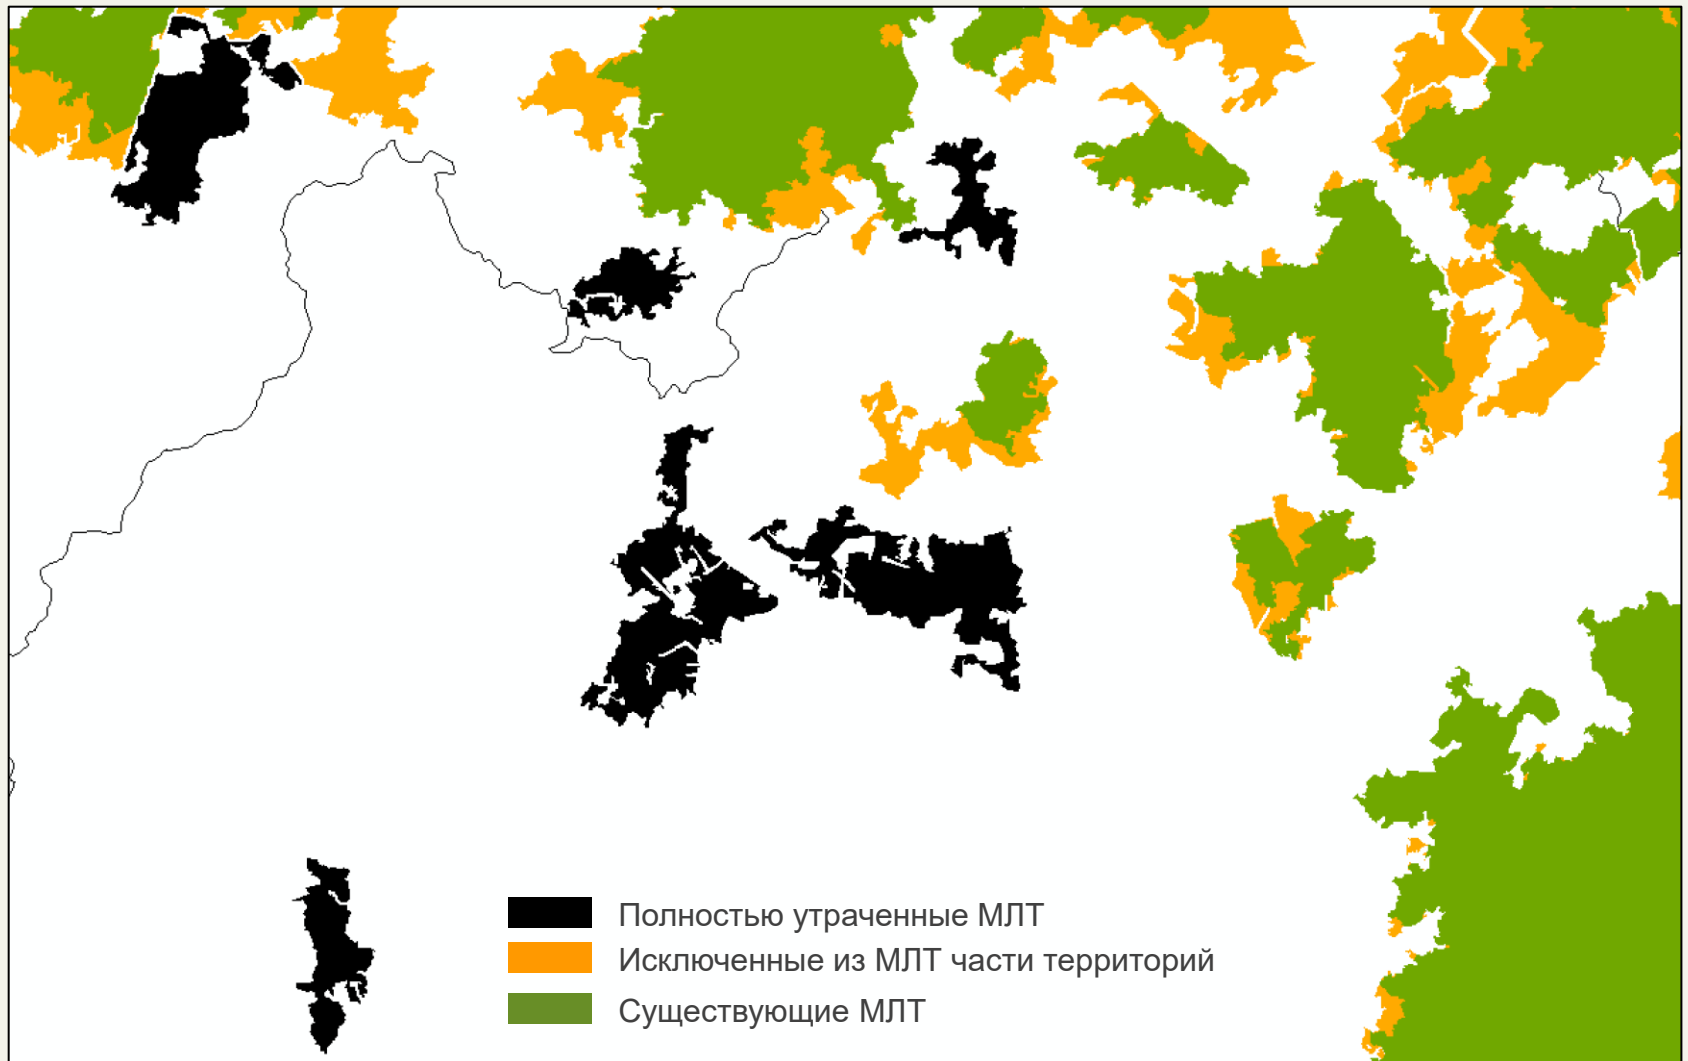 Полностью утраченные МЛТ
Исключенные из МЛТ части территорий
Существующие МЛТ